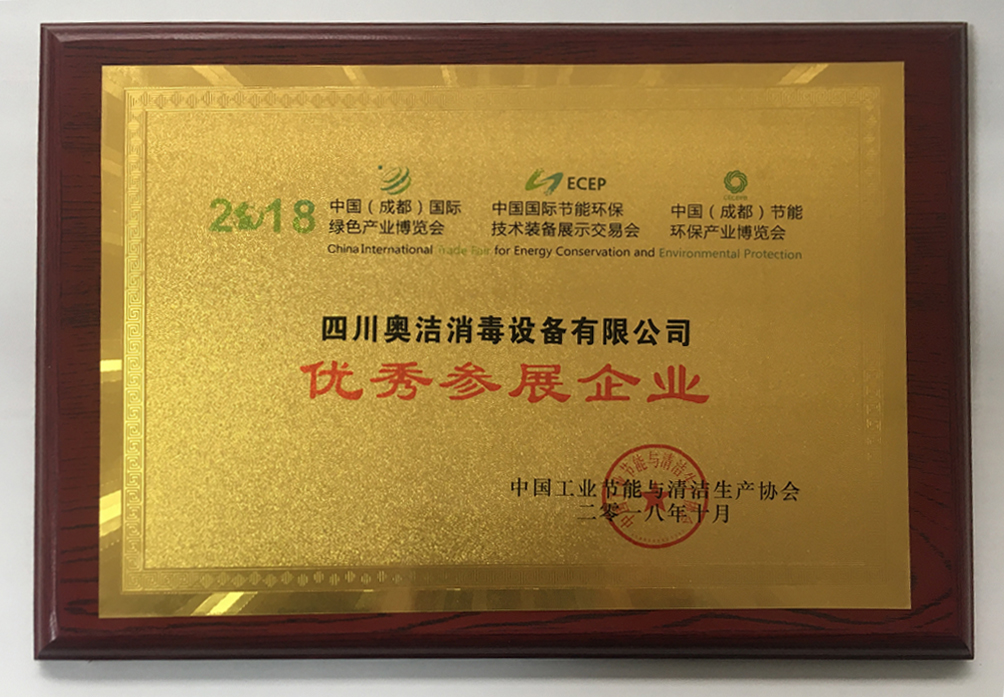 2018
中国（成都）国际
绿色产业博览会
ECEP
中国国际节能环保
技术装备展示交易会
中国（成都）节能
环保产业博览会
China International Trade Fair for Energy Conservation and Environmental Protection
四川奥洁消毒设备有限公司
优秀参展企业
中国工业节能与清洁生产协会
二零一八年十月